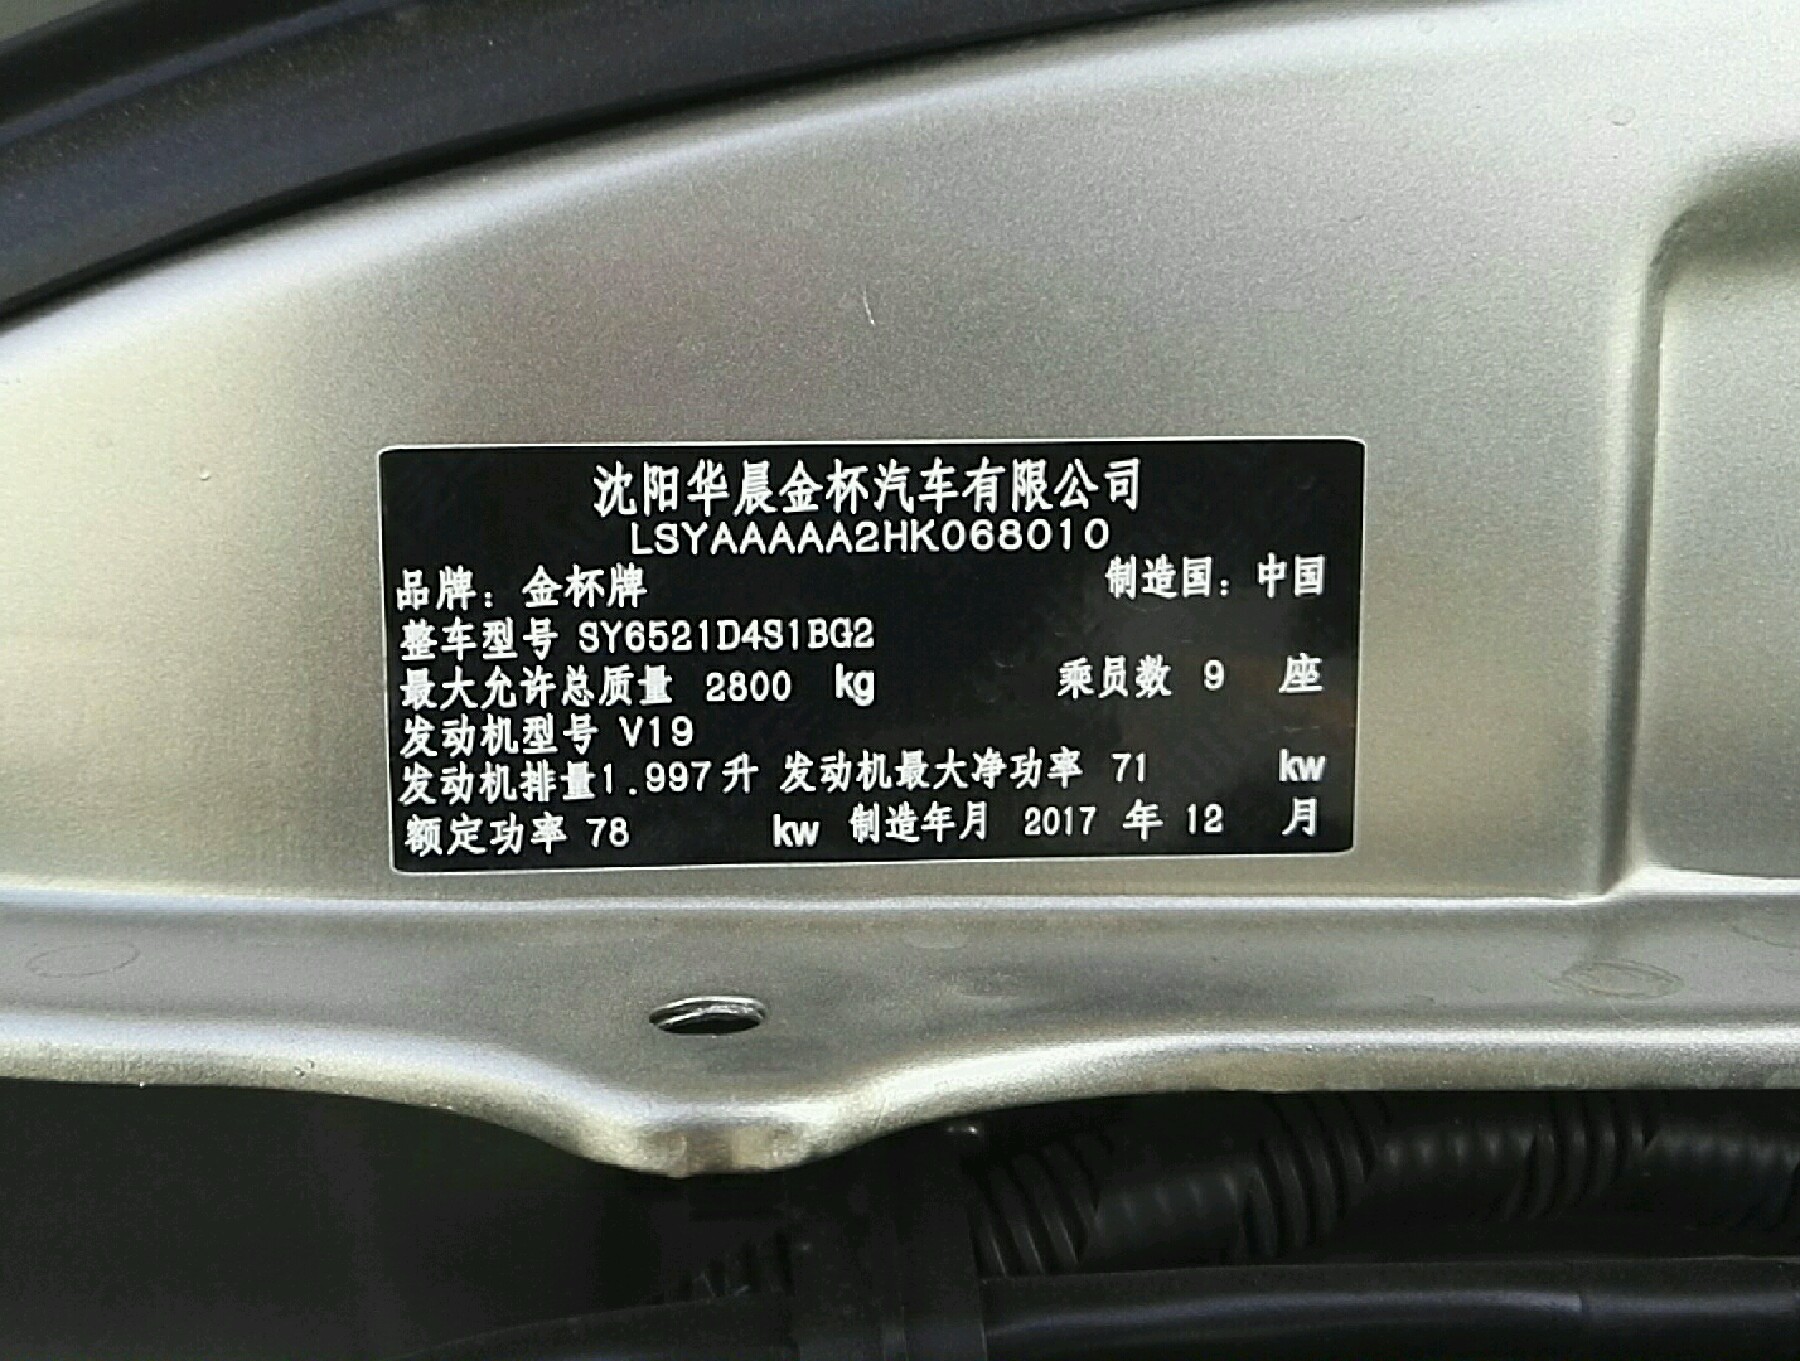 沈阳华晨金杯汽车有限公司
LSYAAAAAA2HK068010
品牌：金杯牌 制造国：中国
整车型号 SY6521D4S1BG2
最大允许总质量 2800 kg 乘员数 9 座
发动机型号 V19
发动机排量1.997升 发动机最大净功率 71 kw
额定功率 78 kw 制造年月 2017 年 12 月